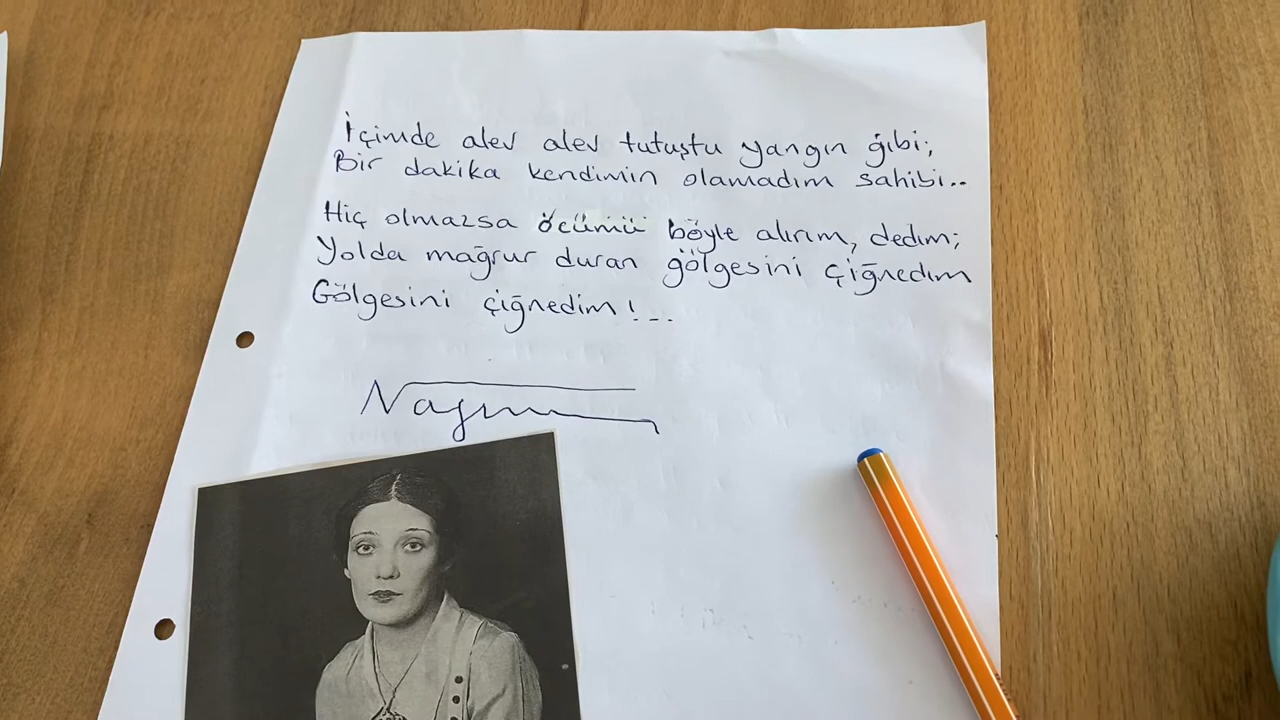 İçimde alev alev tutuştu yangın gibi;
Bir dakika kendimin olamadım sahibi..
Hiç olmazsa öcümü böyle alırım, dedim;
Yolda mağrur duran gölgesini çiğnedim
Gölgesini çiğnedim!...